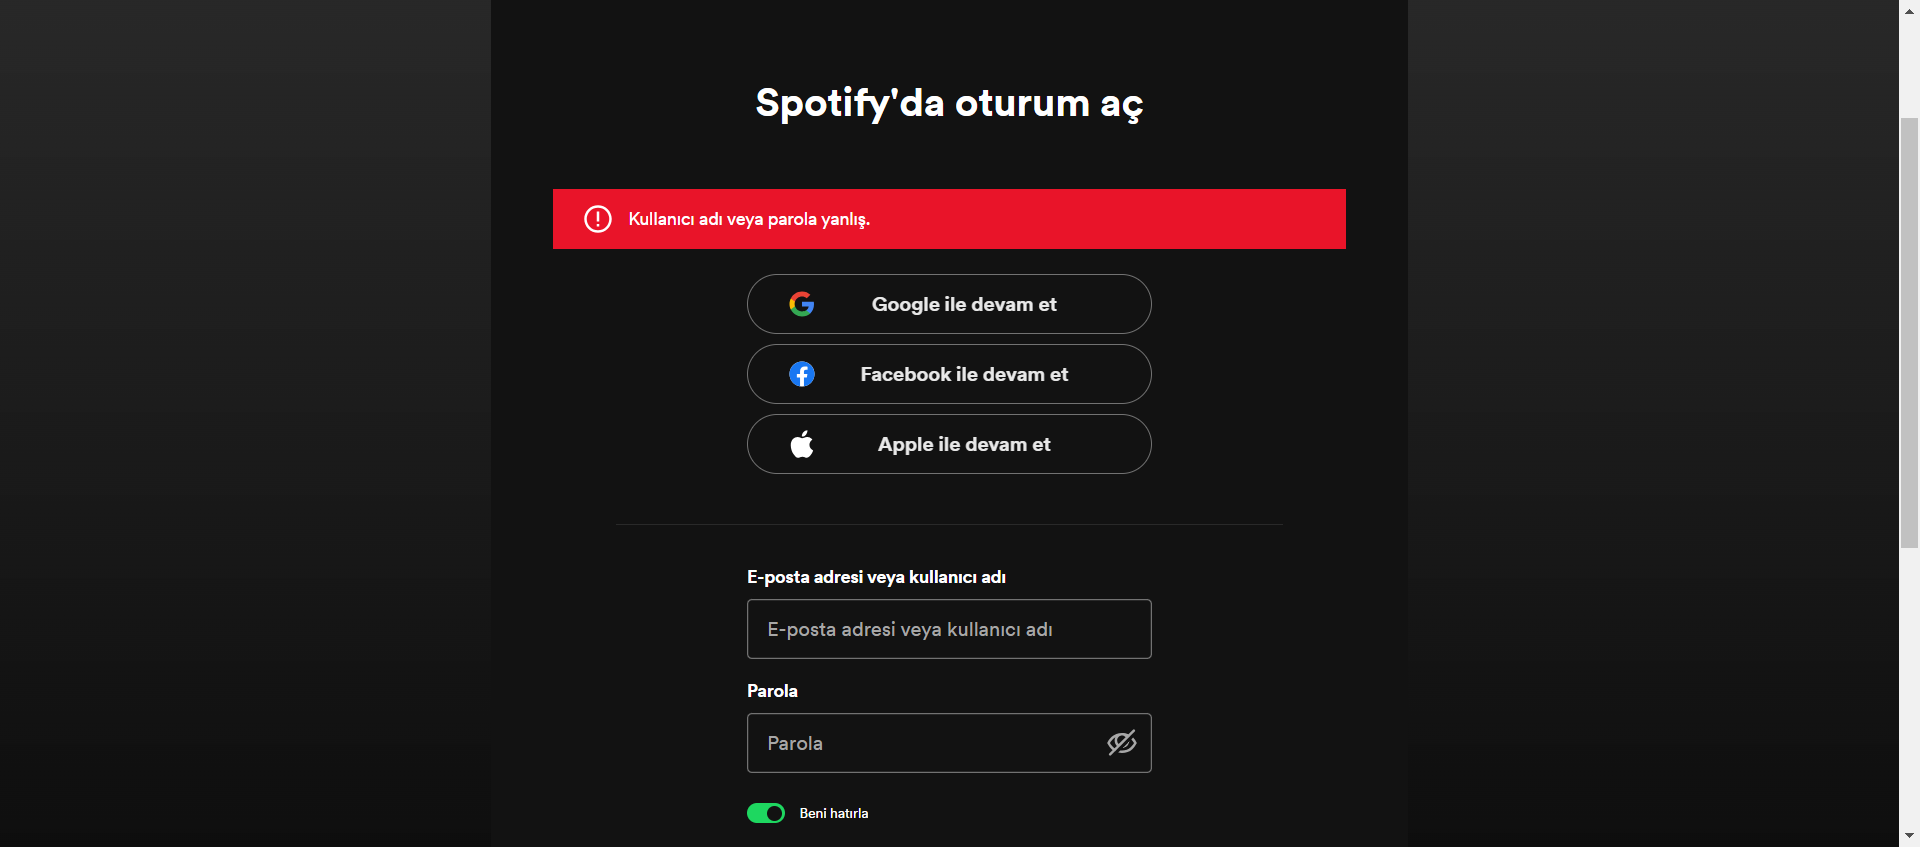 Spotify'da oturum aç
Kullanıcı adı veya parola yanlış.
Google ile devam et
Facebook ile devam et
Apple ile devam et
E-posta adresi veya kullanıcı adı
E-posta adresi veya kullanıcı adı
Parola
Parola
Beni hatırla